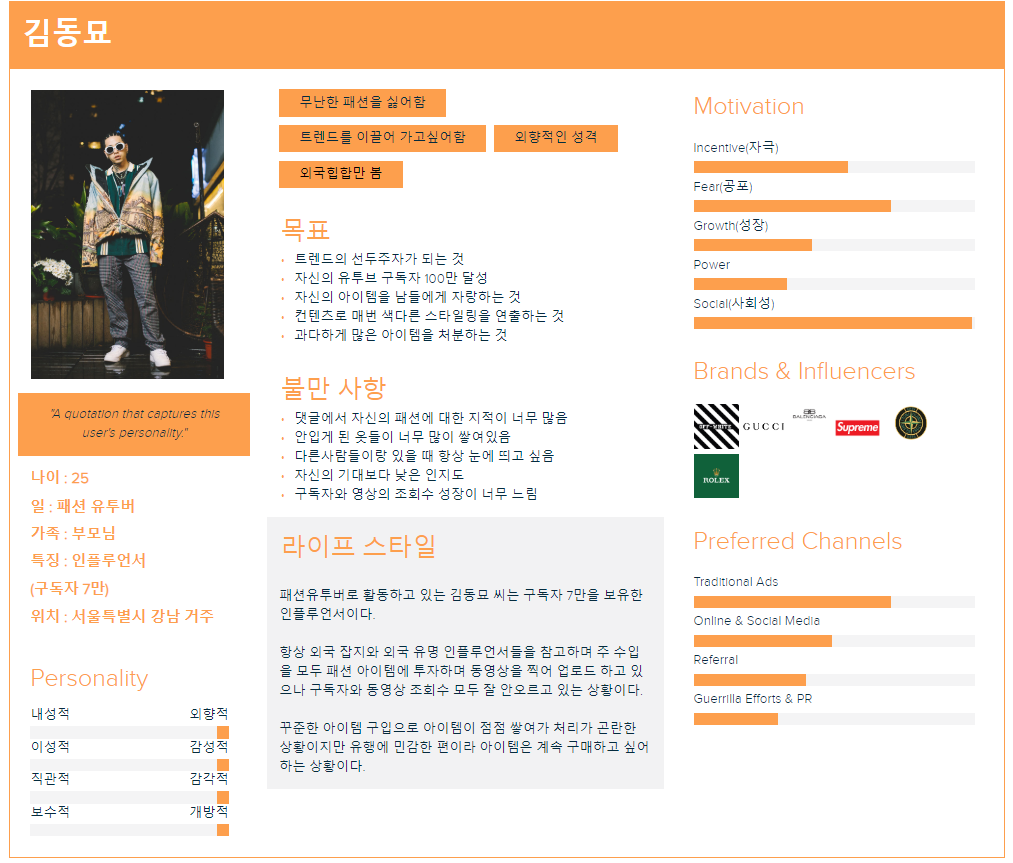 김동묘
"A quotation that captures this
user's personality."
나이 : 25
일 : 패션 유투버
가족 : 부모님
특징 : 인플루언서
(구독자 7만)
위치 : 서울특별시 강남 거주
Personality
내성적 외향적
이성적 감성적
직관적 감각적
보수적 개방적
무난한 패션을 싫어함
트렌드를 이끌어 가고싶어함 외향적인 성격
외국힙합만 봄
목표
• 트렌드의 선두주자가 되는 것
• 자신의 유투브 구독자 100만 달성
• 자신의 아이템을 남들에게 자랑하는 것
• 컨텐츠로 매번 색다른 스타일링을 연출하는 것
• 과다하게 많은 아이템을 처분하는 것
불만 사항
• 댓글에서 자신의 패션에 대한 지적이 너무 많음
• 안입게 된 옷들이 너무 많이 쌓여있음
• 다른사람들이랑 있을 때 항상 눈에 띄고 싶음
• 자신의 기대보다 낮은 인지도
• 구독자와 영상의 조회수 성장이 너무 느림
라이프 스타일
패션유투버로 활동하고 있는 김동묘 씨는 구독자 7만을 보유한
인플루언서이다.
항상 외국 잡지와 외국 유명 인플루언서들을 참고하며 주 수입
을 모두 패션 아이템에 투자하며 동영상을 찍어 업로드 하고 있
으나 구독자와 동영상 조회수 모두 잘 안오르고 있는 상황이다.
꾸준한 아이템 구입으로 아이템이 점점 쌓여가 처리가 곤란한
상황이지만 유행에 민감한 편이라 아이템은 계속 구매하고 싶어
하는 상황이다.
Motivation
Incentive(자극)
Fear(공포)
Growth(성장)
Power
Social(사회성)
Brands & Influencers
OFF-WHITE GUCCI BALENCIAGA Supreme
ROLEX
Preferred Channels
Traditional Ads
Online & Social Media
Referral
Guerrilla Efforts & PR